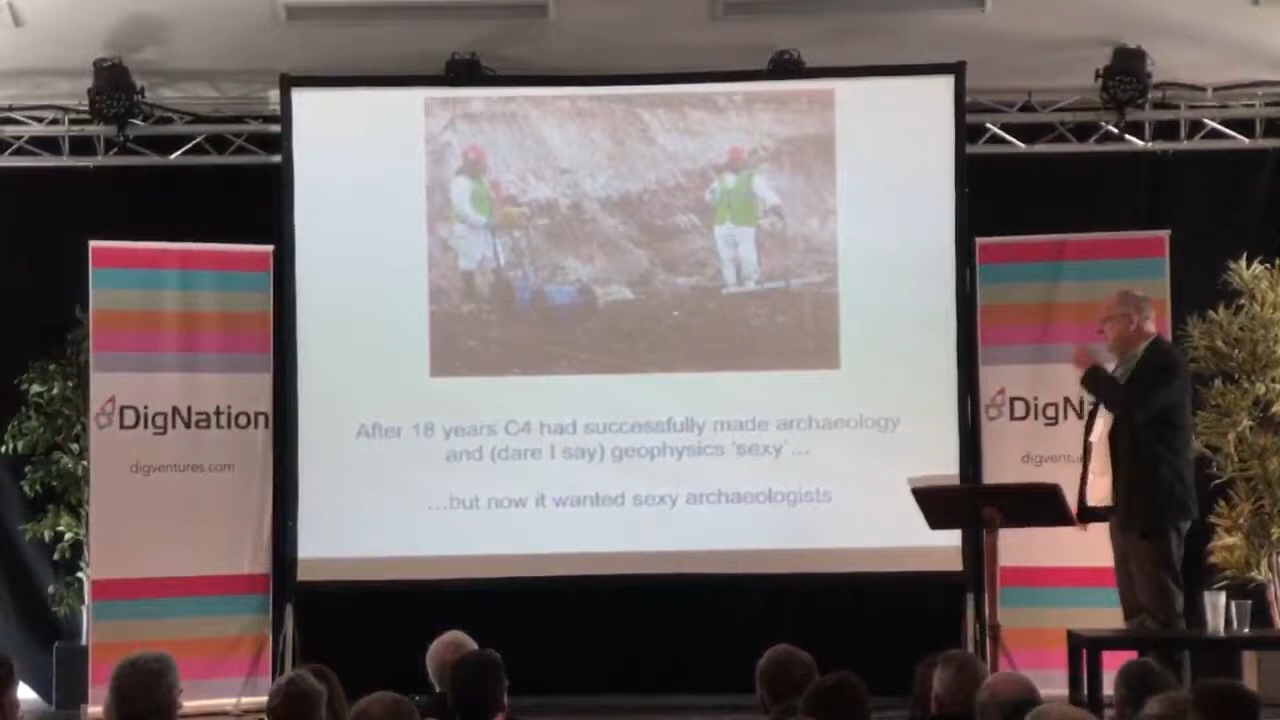 After 18 years C4 had successfully made archaeology
and (dare I say) geophysics 'sexy'...
...but now it wanted sexy archaeologists
DigNation
digventures.com
DigNa
digventu